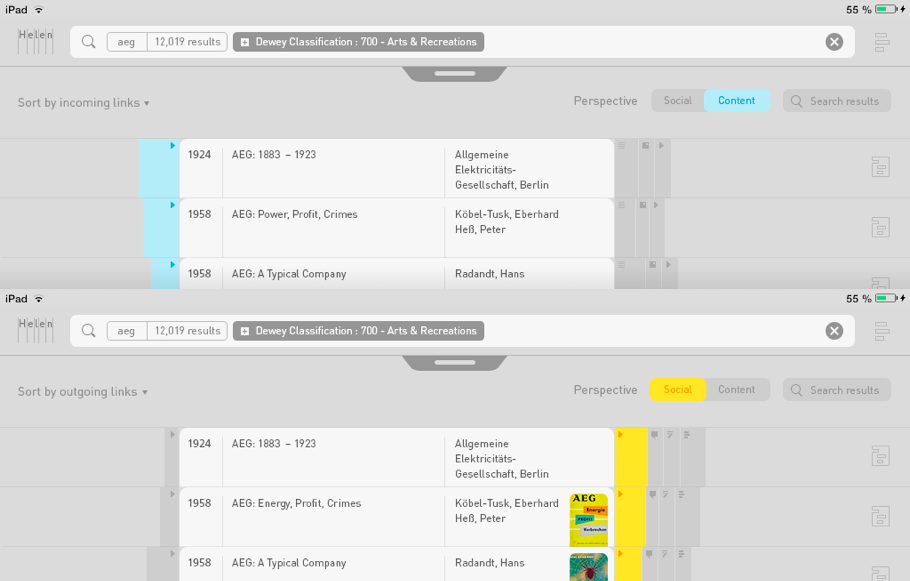 iPad 55 %
Hellen aeg 12,019 results Dewey Classification : 700 - Arts & Recreations
Sort by incoming links Perspective Social Content Search results
1924 AEG: 1883 – 1923 Allgemeine
Elektricitäts-
Gesellschaft, Berlin
1958 AEG: Power, Profit, Crimes Köbel-Tusk, Eberhard
Heß, Peter
1958 AEG: A Typical Company Radandt, Hans
iPad 55 %
Hellen aeg 12,019 results Dewey Classification : 700 - Arts & Recreations
Sort by outgoing links Perspective Social Content Search results
1924 AEG: 1883 – 1923 Allgemeine
Elektricitäts-
Gesellschaft, Berlin
1958 AEG: Energy, Profit, Crimes Köbel-Tusk, Eberhard
Heß, Peter
AEG
Energie
PROFIT
Verbrechen
1958 AEG: A Typical Company Radandt, Hans